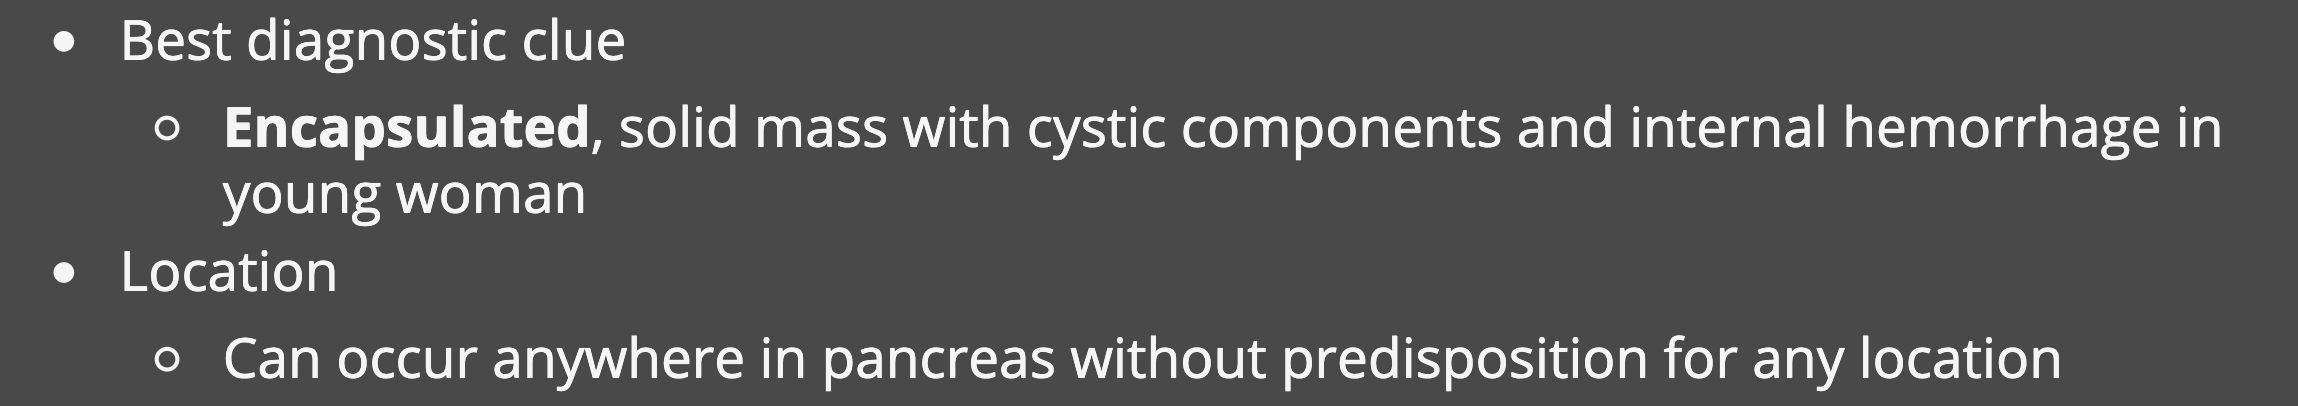 • Best diagnostic clue
○ Encapsulated, solid mass with cystic components and internal hemorrhage in
young woman
• Location
○ Can occur anywhere in pancreas without predisposition for any location